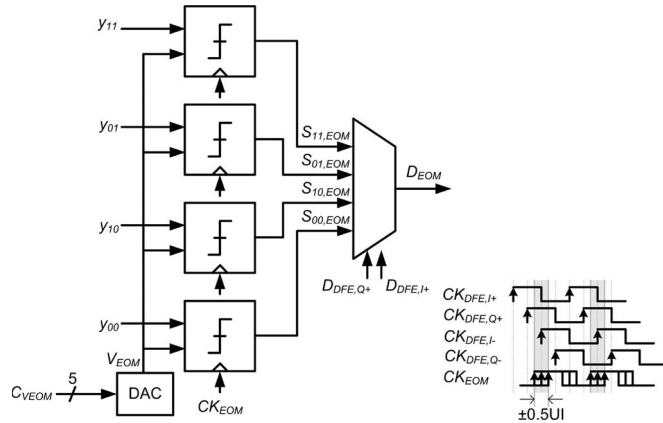 y11
y01
y10
y00
S11,EOM
S01,EOM
S10,EOM
S00,EOM
DEOM
DDFE,Q+ DDFE,I+
VEOM
CVEOM 5 DAC
CKEOM
CKDFE,I+
CKDFE,Q+
CKDFE,I-
CKDFE,Q-
CKEOM
±0.5UI